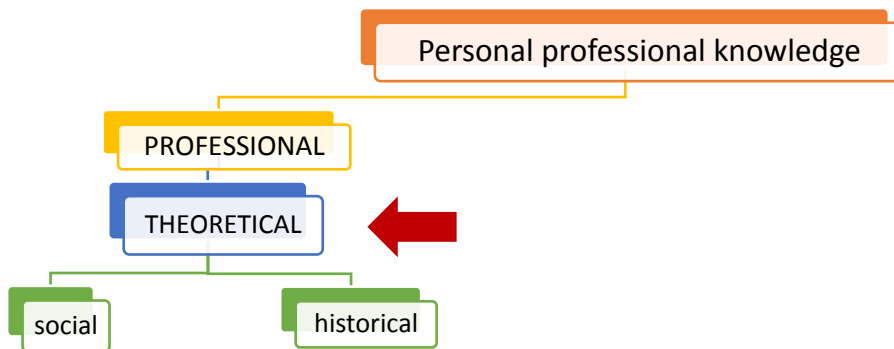 Personal professional knowledge
PROFESSIONAL
THEORETICAL
social
historical